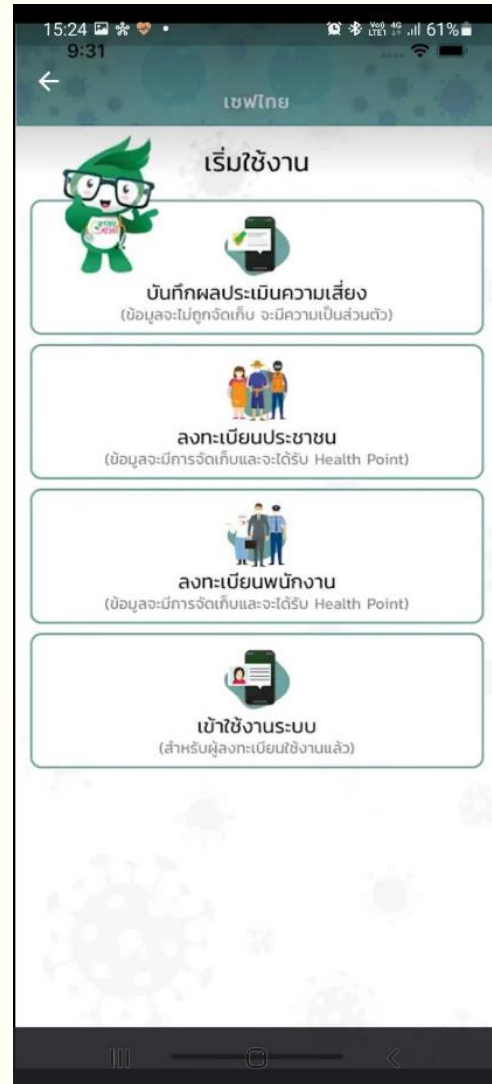 15:24 61%
9:31
เซฟไทย
เริ่มใช้งาน
บันทึกผลประเมินความเสี่ยง
(ข้อมูลจะไม่ถูกจัดเก็บ จะมีความเป็นส่วนตัว)
ลงทะเบียนประชาชน
(ข้อมูลจะมีการจัดเก็บและจะได้รับ Health Point)
ลงทะเบียนพนักงาน
(ข้อมูลจะมีการจัดเก็บและจะได้รับ Health Point)
เข้าใช้งานระบบ
(สำหรับผู้ลงทะเบียนใช้งานแล้ว)